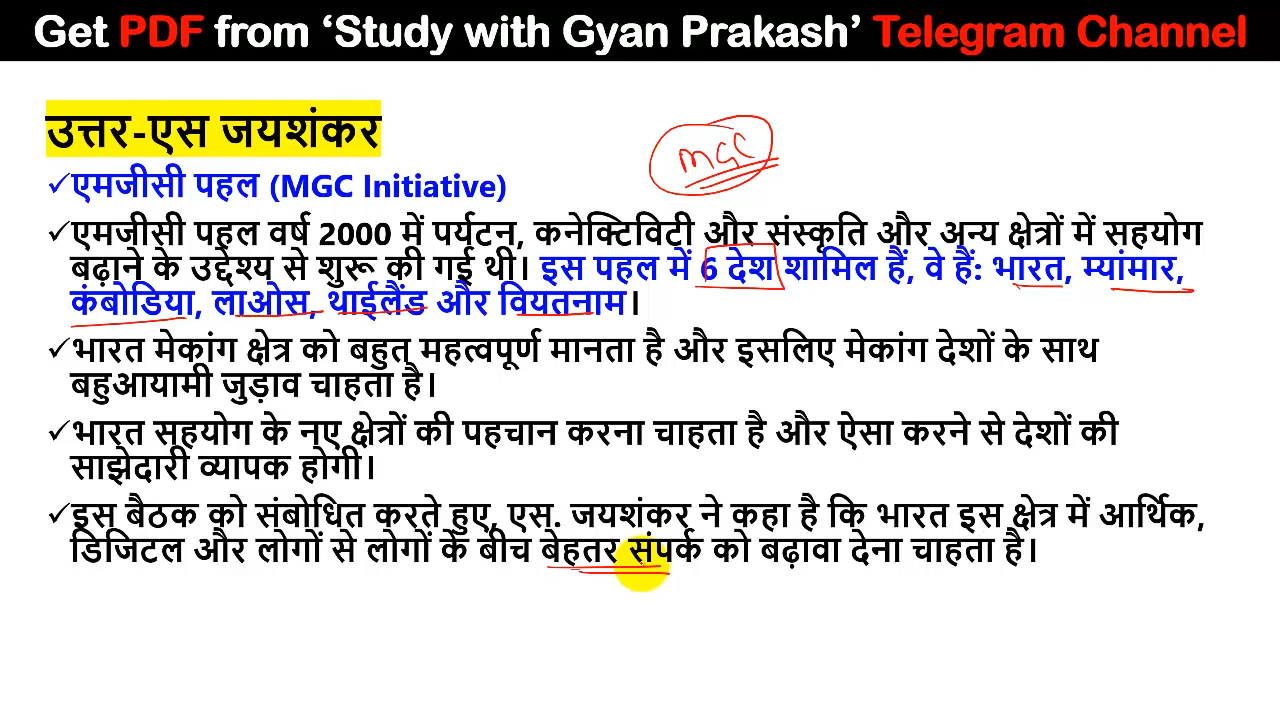 Get PDF from ‘Study with Gyan Prakash’ Telegram Channel
उत्तर-एस जयशंकर
MGC
✓एमजीसी पहल (MGC Initiative)
✓एमजीसी पहल वर्ष 2000 में पर्यटन, कनेक्टिविटी और संस्कृति और अन्य क्षेत्रों में सहयोग
बढ़ाने के उद्देश्य से शुरू की गई थी। इस पहल में 6 देश शामिल हैं, वे हैं: भारत, म्यांमार,
कंबोडिया, लाओस, थाईलैंड और वियतनाम।
✓भारत मेकांग क्षेत्र को बहुत महत्वपूर्ण मानता है और इसलिए मेकांग देशों के साथ
बहुआयामी जुड़ाव चाहता है।
✓भारत सहयोग के नए क्षेत्रों की पहचान करना चाहता है और ऐसा करने से देशों की
साझेदारी व्यापक होगी।
✓इस बैठक को संबोधित करते हुए, एस. जयशंकर ने कहा है कि भारत इस क्षेत्र में आर्थिक,
डिजिटल और लोगों से लोगों के बीच बेहतर संपर्क को बढ़ावा देना चाहता है।